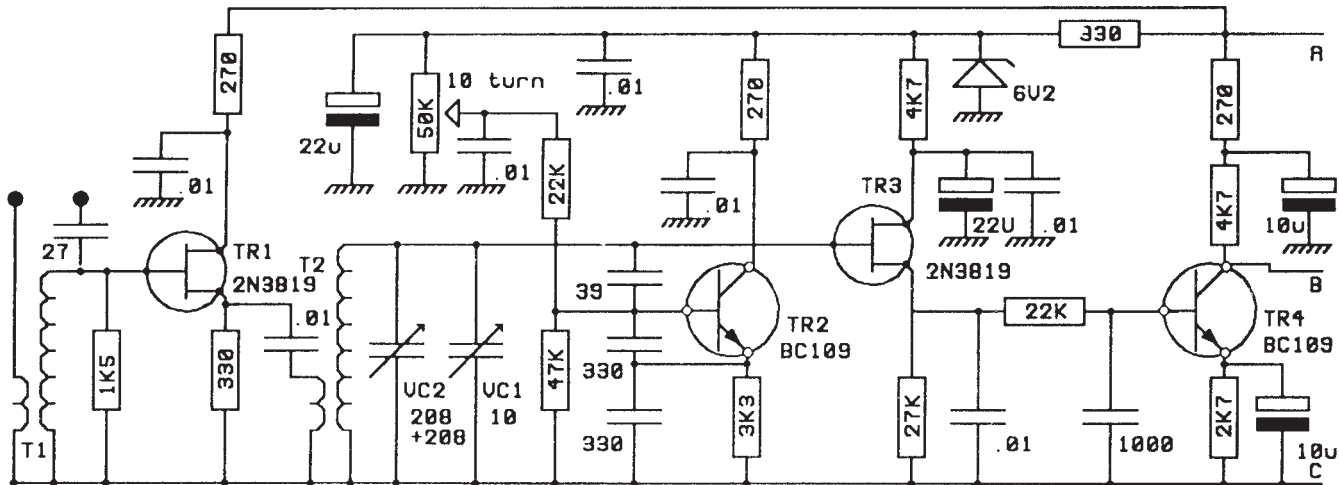 330
A
270
10 turn
.01
50K
270
4K7
6V2
270
22u
.01
.01
22K
.01
TR3
22U
.01
4K7
10u
27
TR1
2N3819
T2
2N3819
B
39
.01
22K
TR2
BC109
TR4
BC109
1K5
330
VC2
208
+208
VC1
10
47K
330
3K3
27K
2K7
T1
330
.01
1000
10u
C